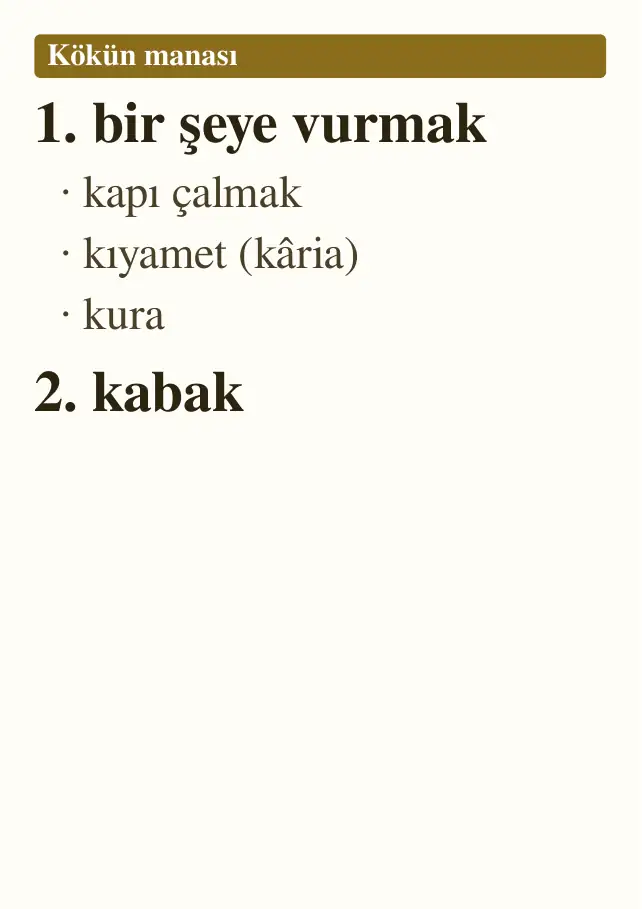 Kökün manası
1. bir şeye vurmak
· kapı çalmak
· kıyamet (kâria)
· kura
2. kabak